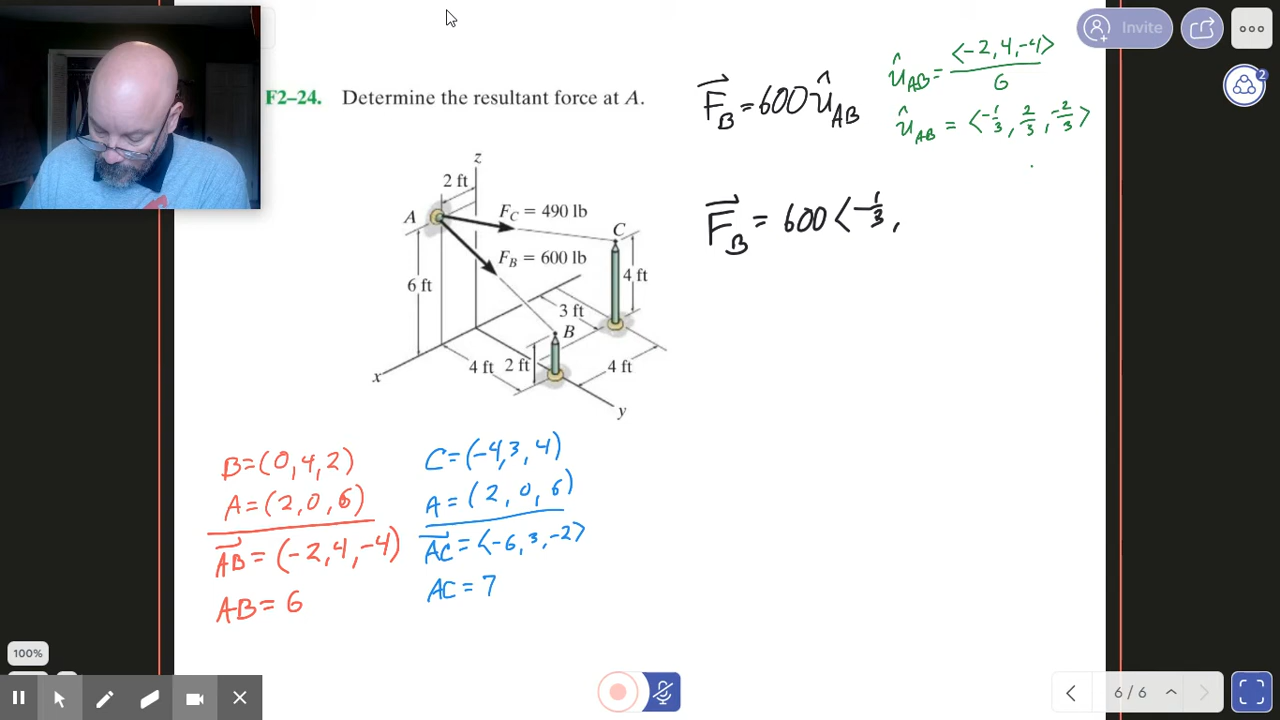 Invite
2
F2–24. Determine the resultant force at A.
z
2 ft
A
F_C = 490 lb
C
F_B = 600 lb
4 ft
6 ft
3 ft
B
4 ft
2 ft
4 ft
x
y
F⃗_B = 600 û_AB
û_AB = <-2, 4, -4> / 6
û_AB = <-1/3, 2/3, -2/3>
F⃗_B = 600 <-1/3,
B = (0, 4, 2)
A = (2, 0, 6)
A⃗B = (-2, 4, -4)
AB = 6
C = (-4, 3, 4)
A = (2, 0, 6)
A⃗C = <-6, 3, -2>
AC = 7
100%
6 / 6